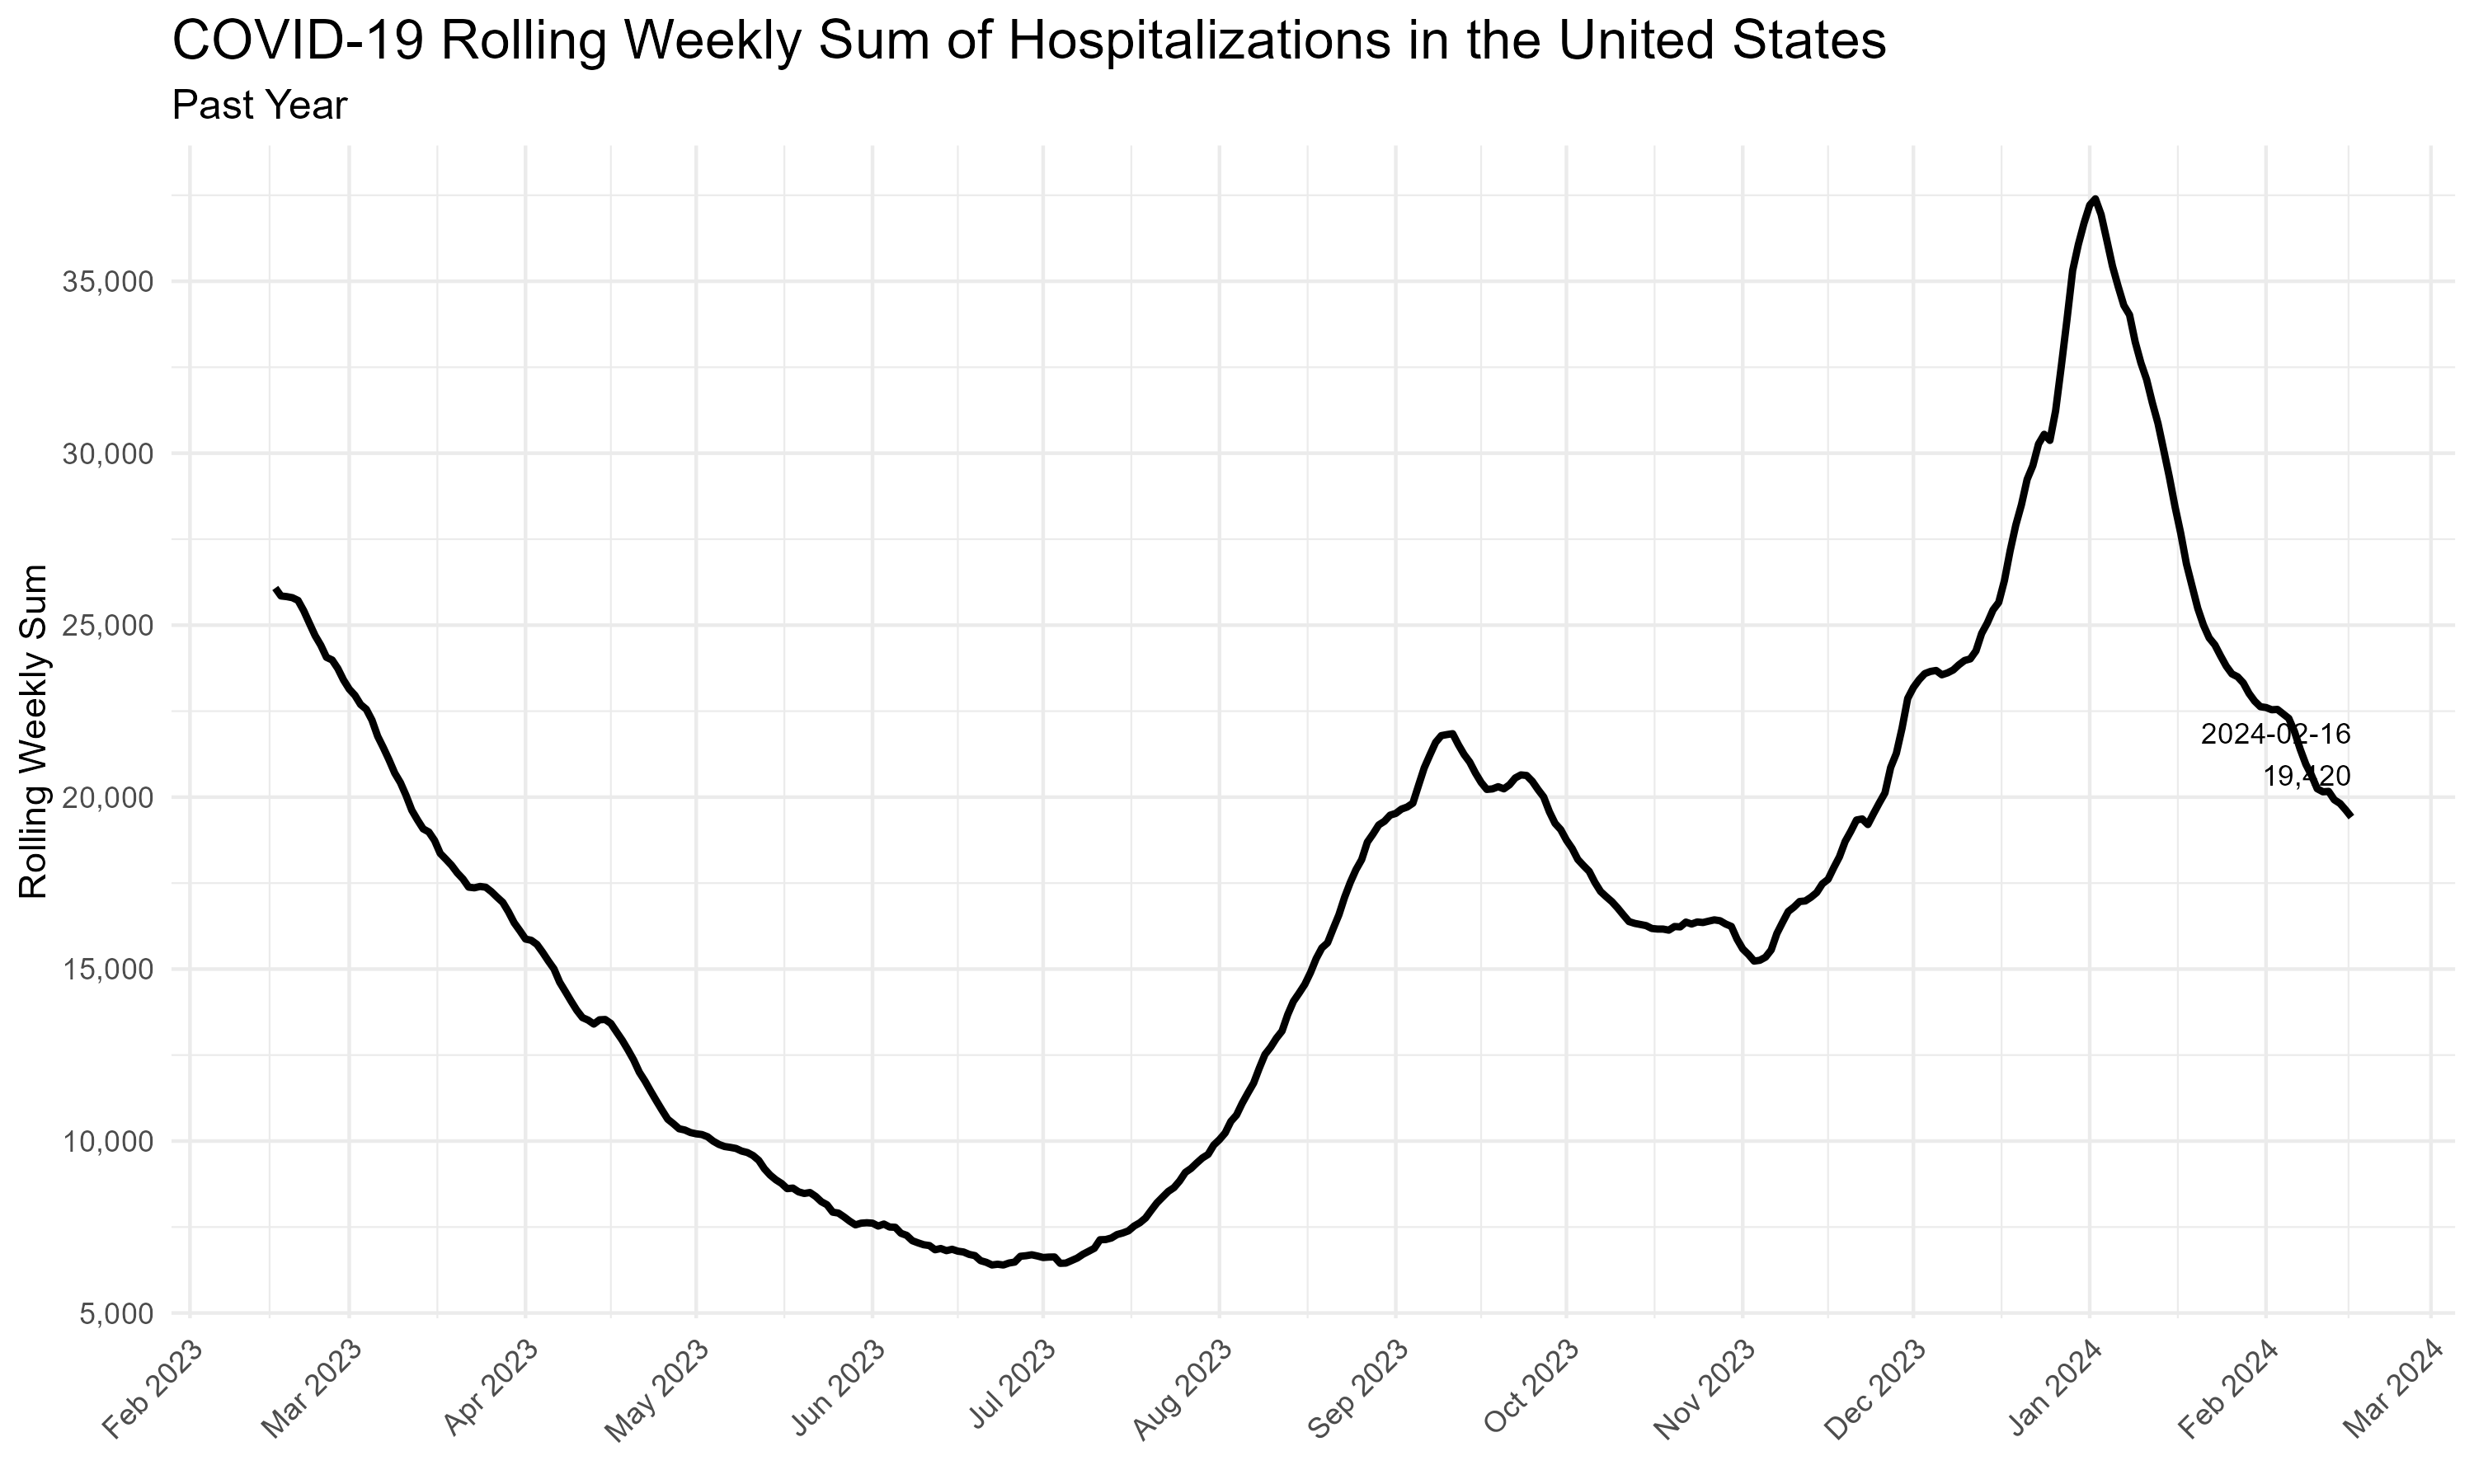 COVID-19 Rolling Weekly Sum of Hospitalizations in the United States
Past Year
Rolling Weekly Sum
35,000
30,000
25,000
20,000
15,000
10,000
5,000
2024-02-16
19,420
Feb 2023
Mar 2023
Apr 2023
May 2023
Jun 2023
Jul 2023
Aug 2023
Sep 2023
Oct 2023
Nov 2023
Dec 2023
Jan 2024
Feb 2024
Mar 2024